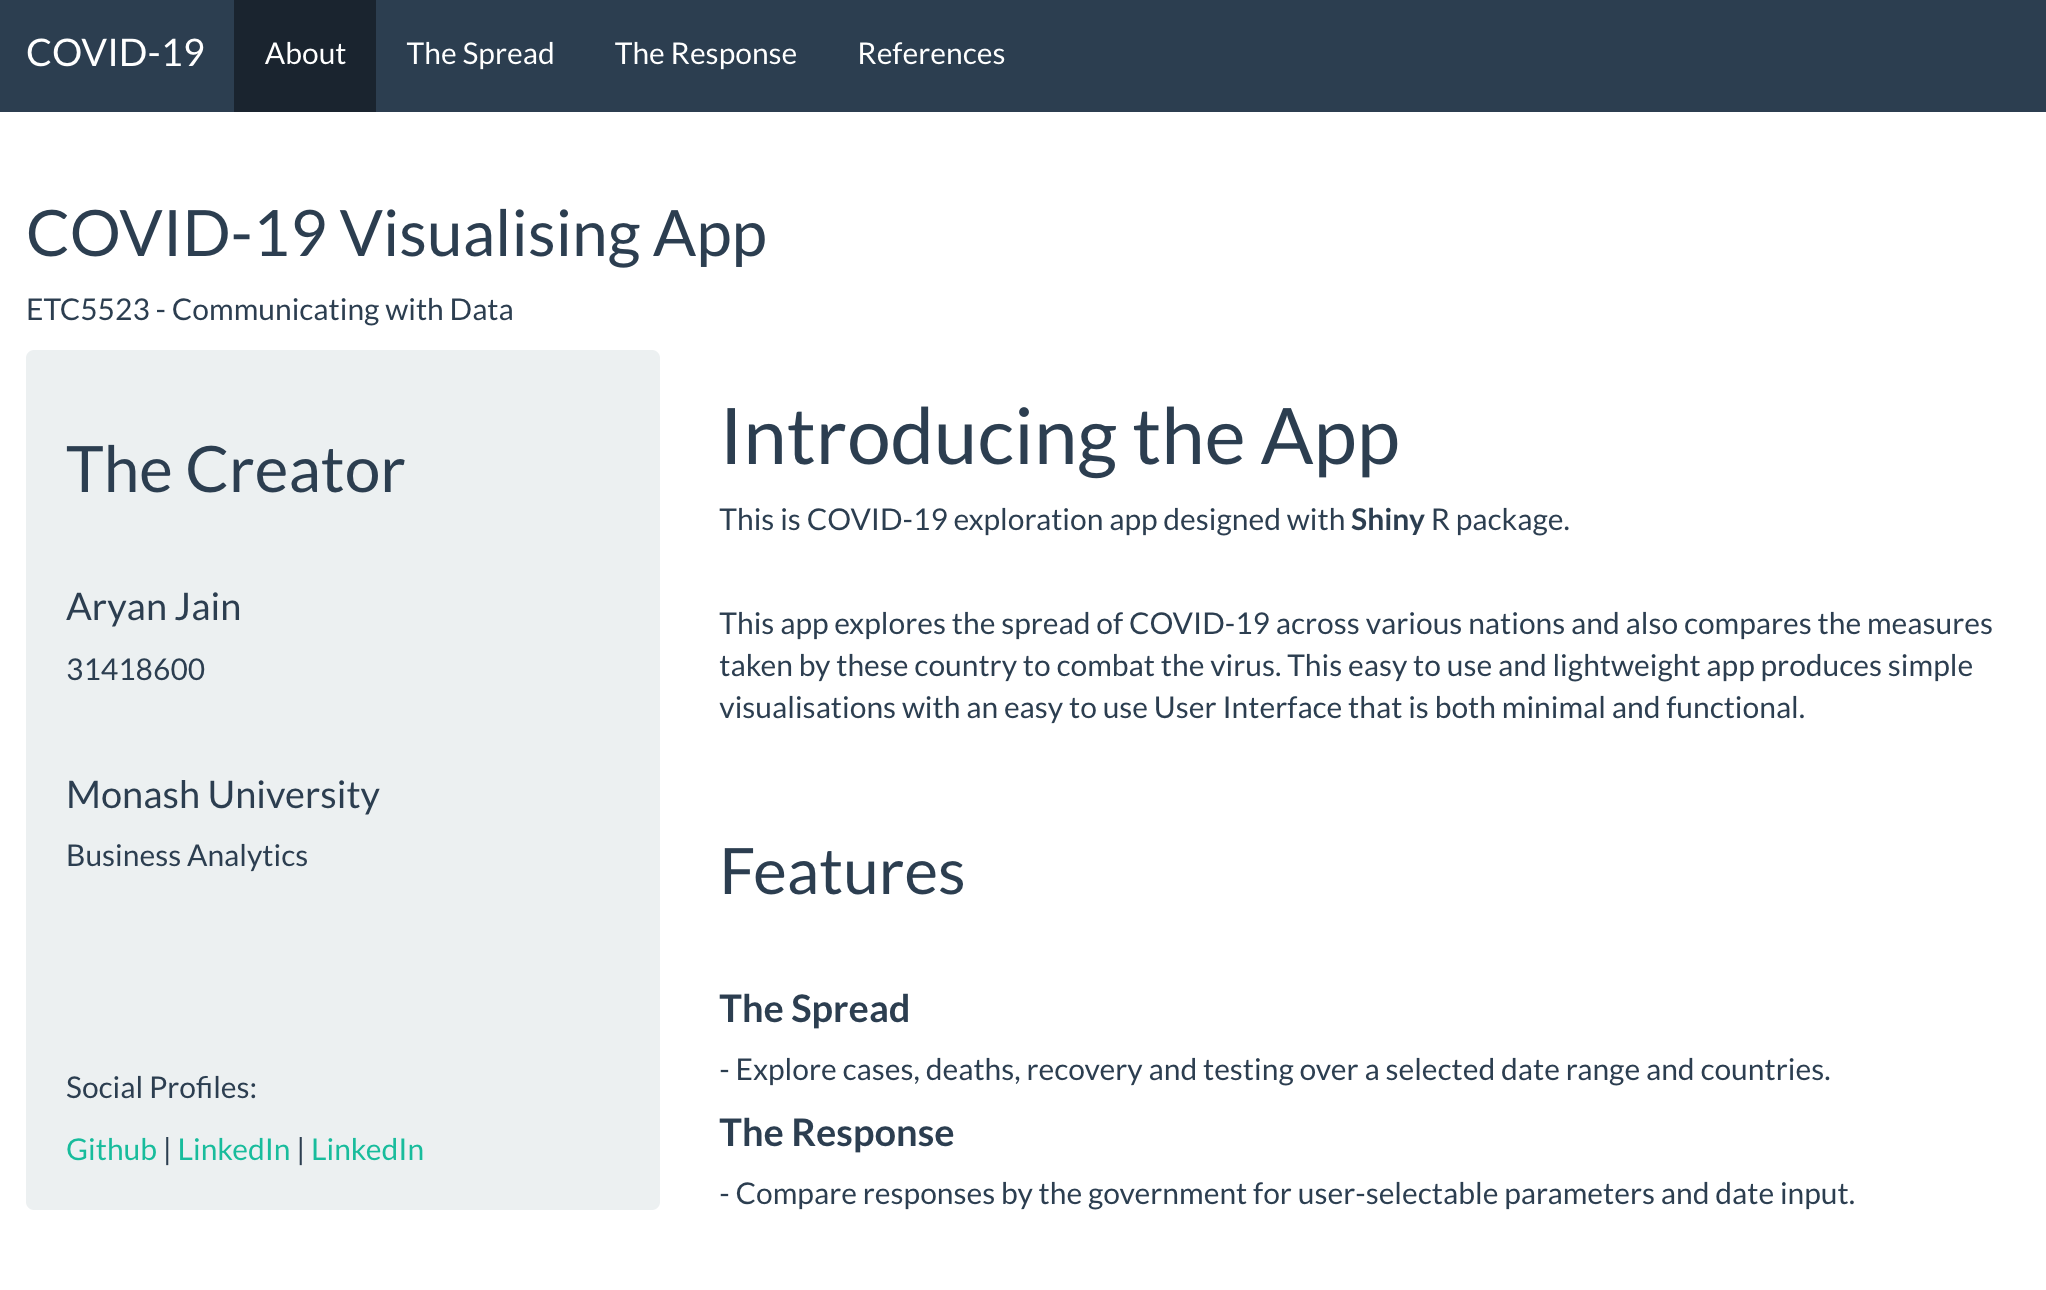 COVID-19 About The Spread The Response References
COVID-19 Visualising App
ETC5523 - Communicating with Data
The Creator
Aryan Jain
31418600
Monash University
Business Analytics
Social Profiles:
Github | LinkedIn | LinkedIn
Introducing the App
This is COVID-19 exploration app designed with Shiny R package.
This app explores the spread of COVID-19 across various nations and also compares the measures
taken by these country to combat the virus. This easy to use and lightweight app produces simple
visualisations with an easy to use User Interface that is both minimal and functional.
Features
The Spread
- Explore cases, deaths, recovery and testing over a selected date range and countries.
The Response
- Compare responses by the government for user-selectable parameters and date input.